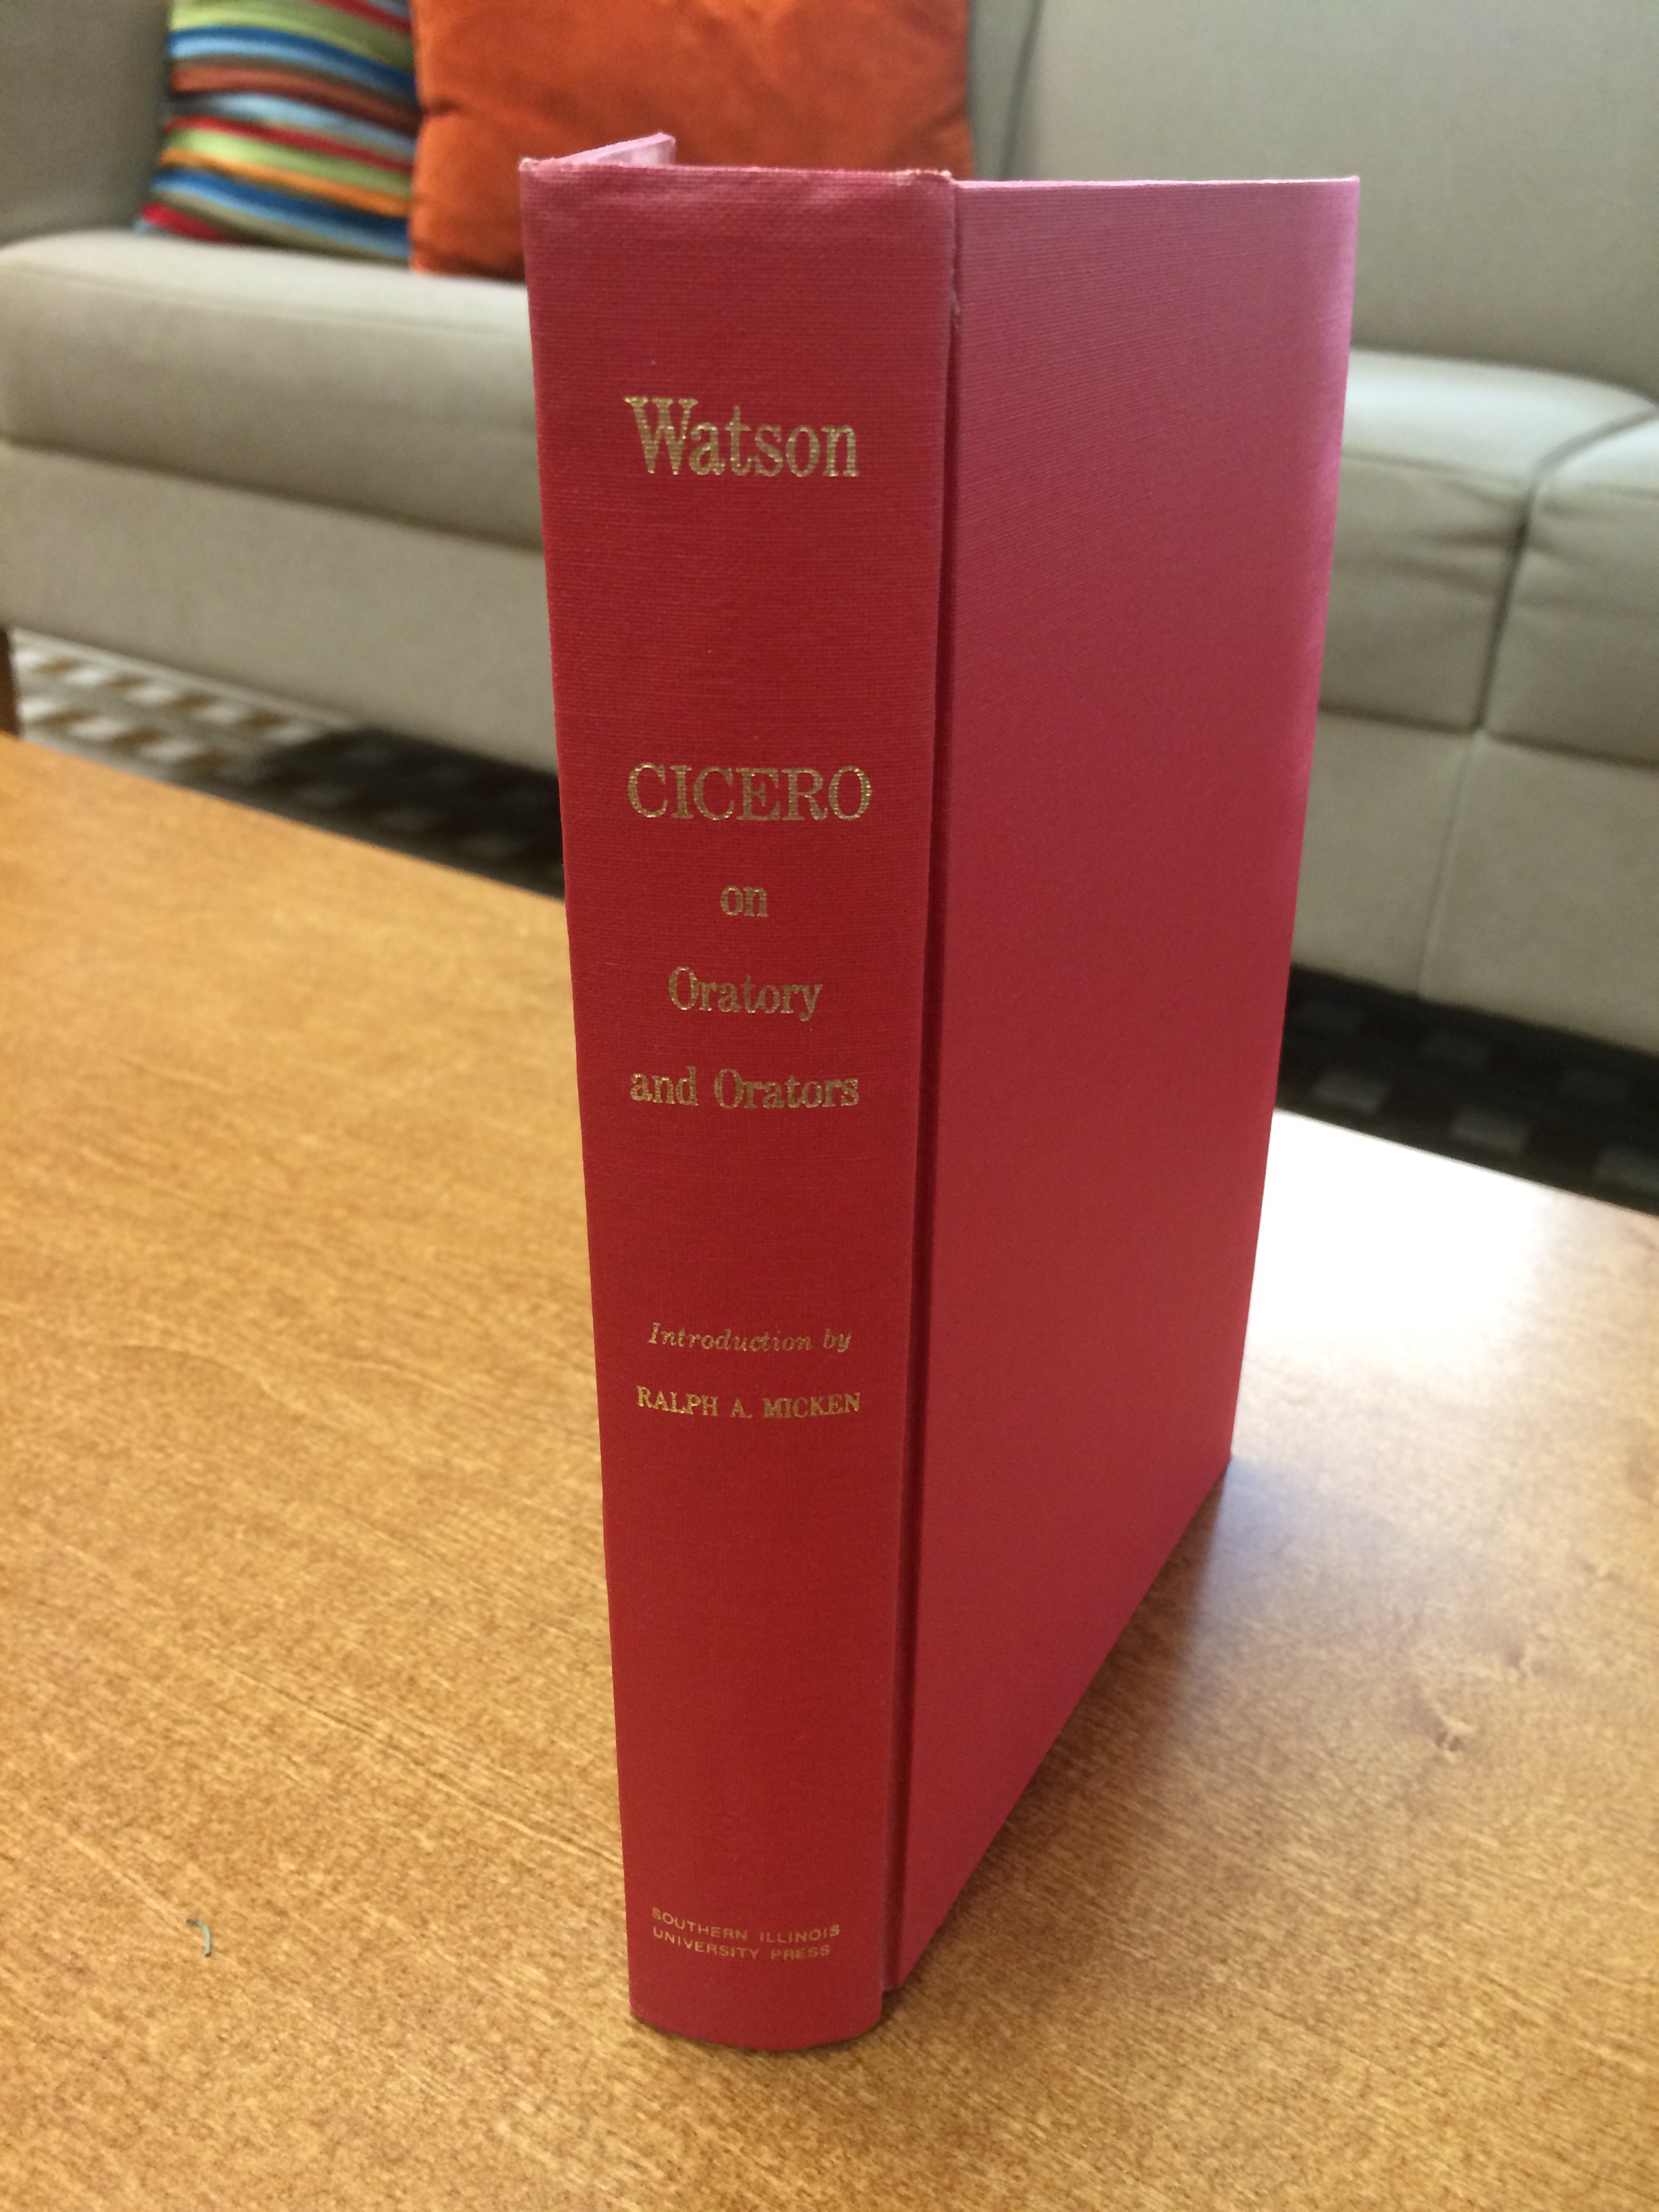 Watson
CICERO
on
Oratory
and Orators
Introduction by
RALPH A. MICKEN
SOUTHERN ILLINOIS
UNIVERSITY PRESS